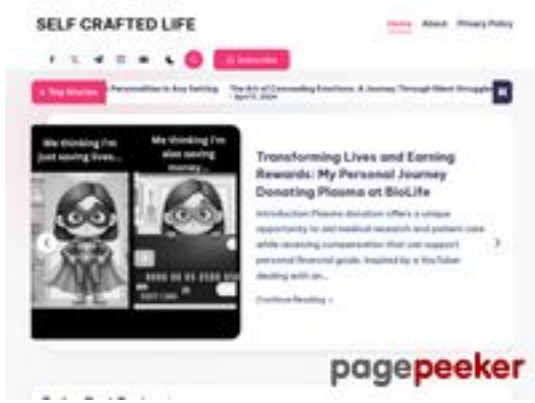 SELF CRAFTED LIFE
Home About Privacy Policy
Subscribe
Top Stories Personalities in Any Setting The Art of Concealing Emotions: A Journey Through Silent Struggles
Me thinking I'm
just saving lives...
Me thinking I'm
also saving
money...
Transforming Lives and Earning
Rewards: My Personal Journey
Donating Plasma at BioLife
Introduction Plasma donation offers a unique
opportunity to aid medical research and patient care
while receiving compensation that can support
personal financial goals. Inspired by a YouTuber
dealing with an...
Continue Reading
pagepeeker